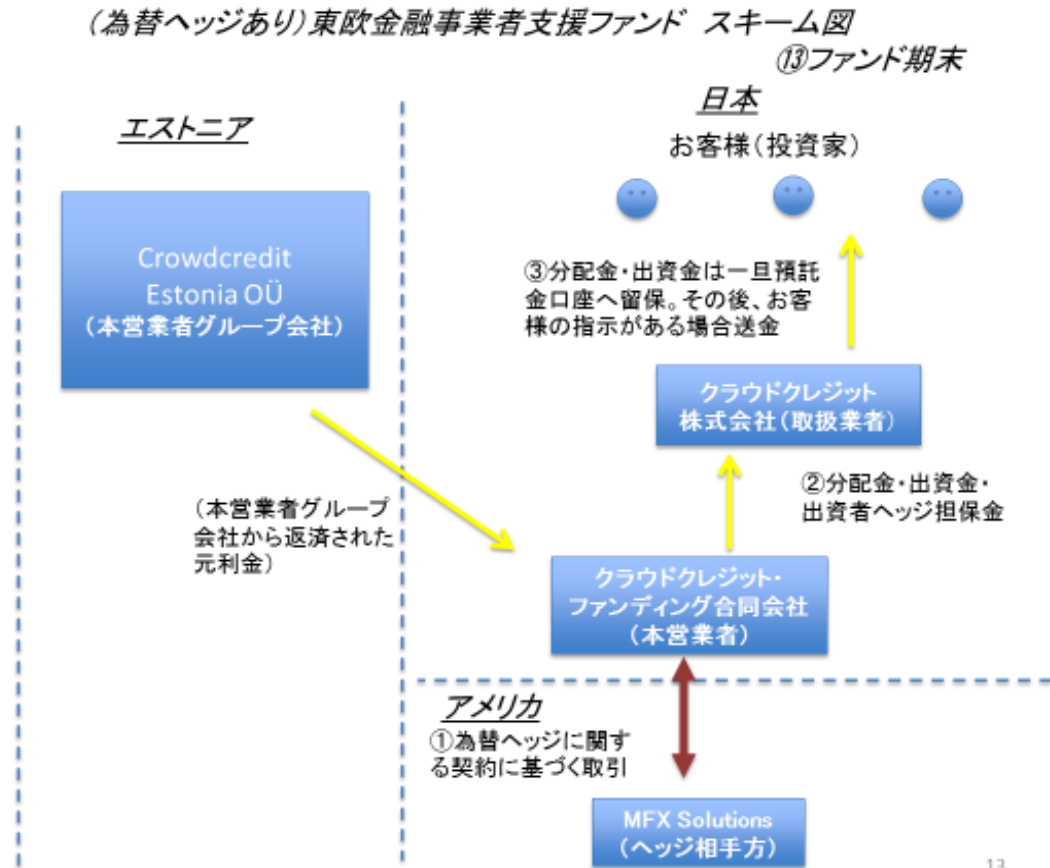 (為替ヘッジあり)東欧金融事業者支援ファンド スキーム図
⑬ファンド期末
エストニア
日本
お客様(投資家)
Crowdcredit
Estonia OÜ
(本営業者グループ会社)
③分配金・出資金は一旦預託
金口座へ留保。その後、お客
様の指示がある場合送金
クラウドクレジット
株式会社(取扱業者)
(本営業者グループ
会社から返済された
元利金)
②分配金・出資金・
出資者ヘッジ担保金
クラウドクレジット・
ファンディング合同会社
(本営業者)
アメリカ
①為替ヘッジに関す
る契約に基づく取引
MFX Solutions
(ヘッジ相手方)
13